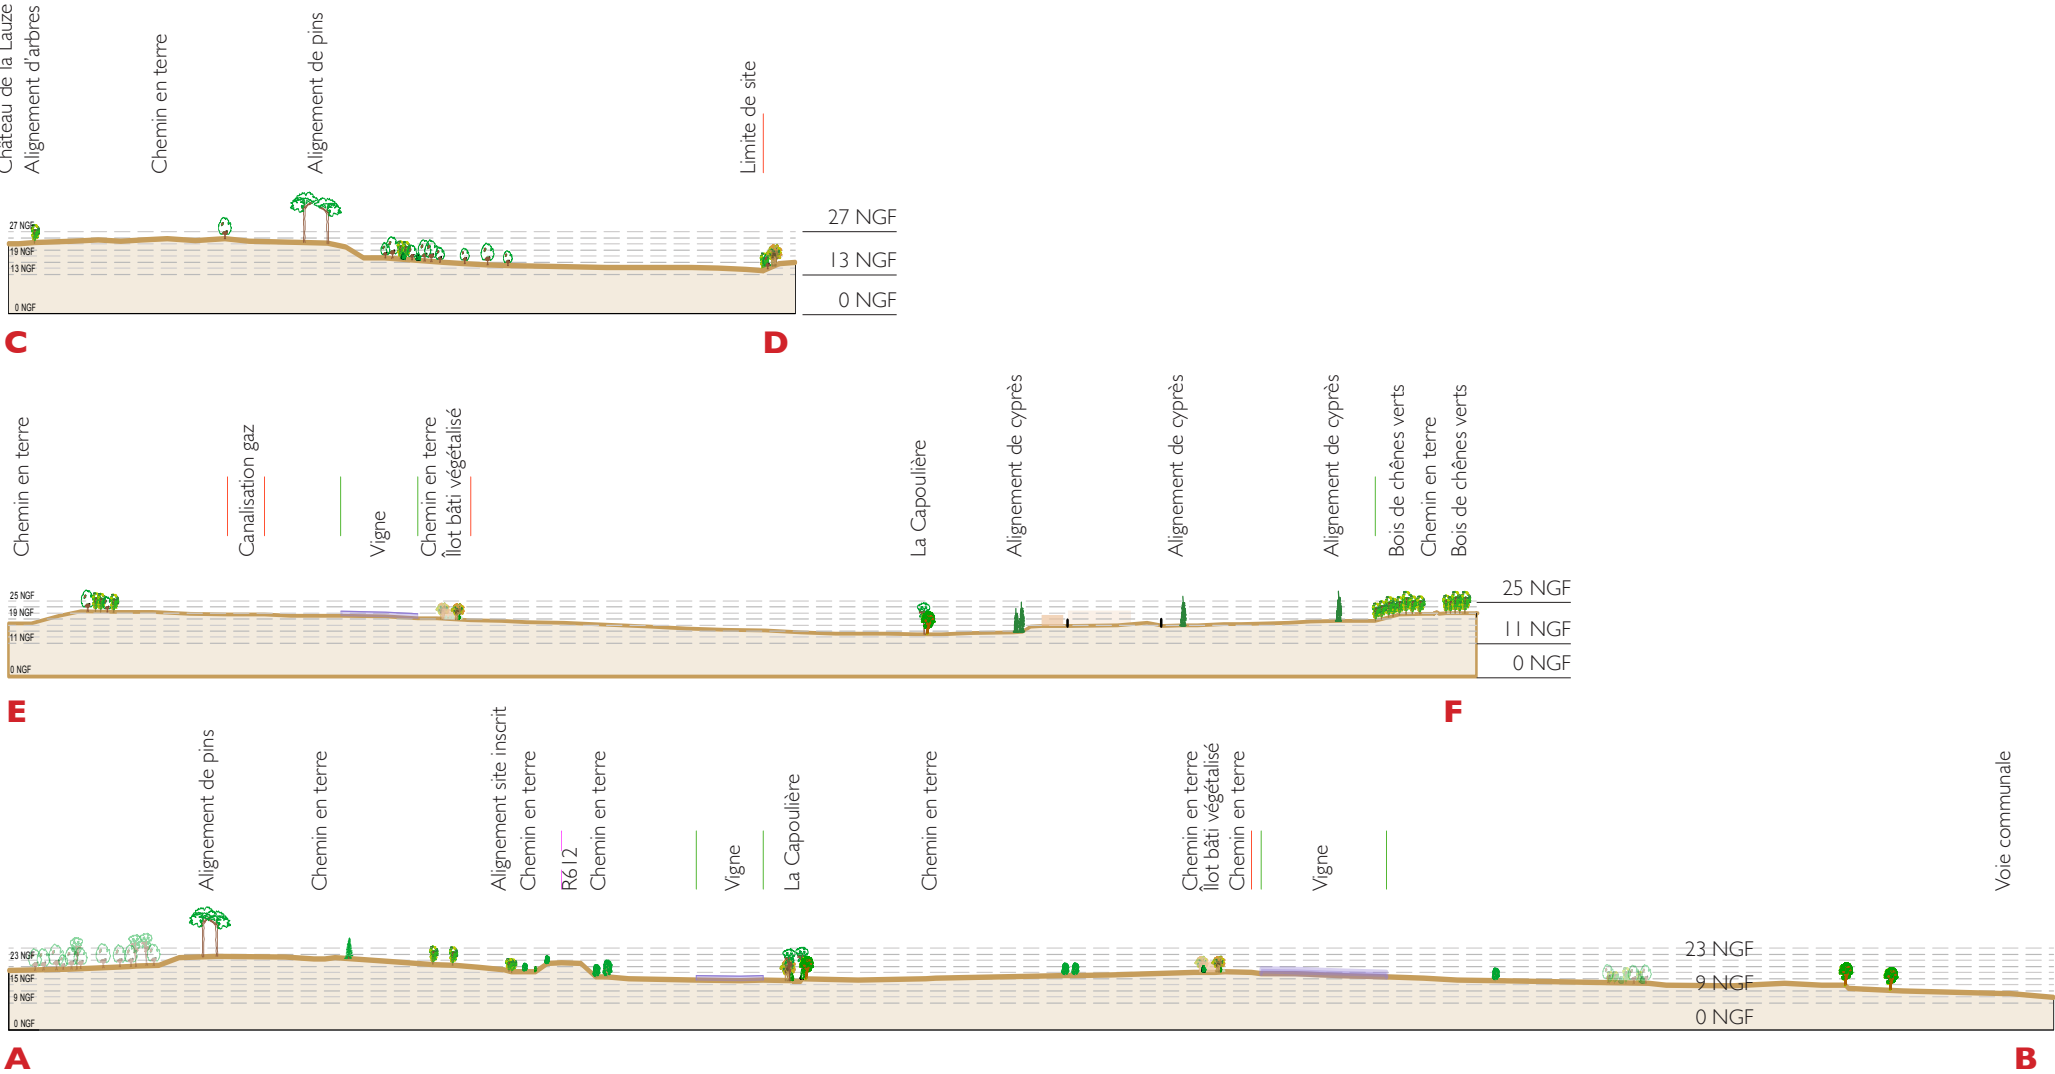 Château de la Lauze
Alignement d'arbres
Chemin en terre
Alignement de pins
Limite de site
27 NGF
19 NGF
13 NGF
0 NGF
27 NGF
13 NGF
0 NGF
C
D
Chemin en terre
Canalisation gaz
Vigne
Chemin en terre
Îlot bâti végétalisé
La Capoulière
Alignement de cyprès
Alignement de cyprès
Alignement de cyprès
Bois de chênes verts
Chemin en terre
Bois de chênes verts
25 NGF
19 NGF
11 NGF
0 NGF
25 NGF
11 NGF
0 NGF
E
F
Alignement de pins
Chemin en terre
Alignement site inscrit
Chemin en terre
R612
Chemin en terre
Vigne
La Capoulière
Chemin en terre
Chemin en terre
Îlot bâti végétalisé
Chemin en terre
Vigne
Voie communale
23 NGF
15 NGF
9 NGF
0 NGF
23 NGF
9 NGF
0 NGF
A
B